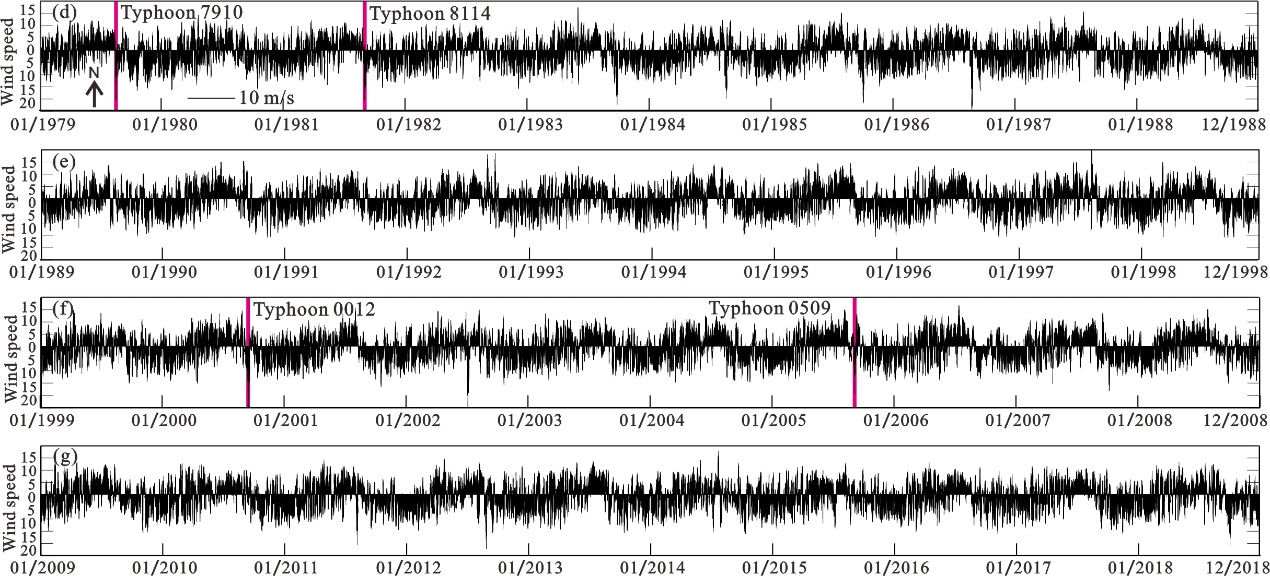 (d) Typhoon 7910 Typhoon 8114
Wind speed
15
10
5
0
5
10
15
20
N
10 m/s
01/1979 01/1980 01/1981 01/1982 01/1983 01/1984 01/1985 01/1986 01/1987 01/1988 12/1988
(e)
Wind speed
15
10
5
0
5
10
15
20
01/1989 01/1990 01/1991 01/1992 01/1993 01/1994 01/1995 01/1996 01/1997 01/1998 12/1998
(f) Typhoon 0012 Typhoon 0509
Wind speed
15
10
5
0
5
10
15
20
01/1999 01/2000 01/2001 01/2002 01/2003 01/2004 01/2005 01/2006 01/2007 01/2008 12/2008
(g)
Wind speed
15
10
5
0
5
10
15
20
01/2009 01/2010 01/2011 01/2012 01/2013 01/2014 01/2015 01/2016 01/2017 01/2018 12/2018